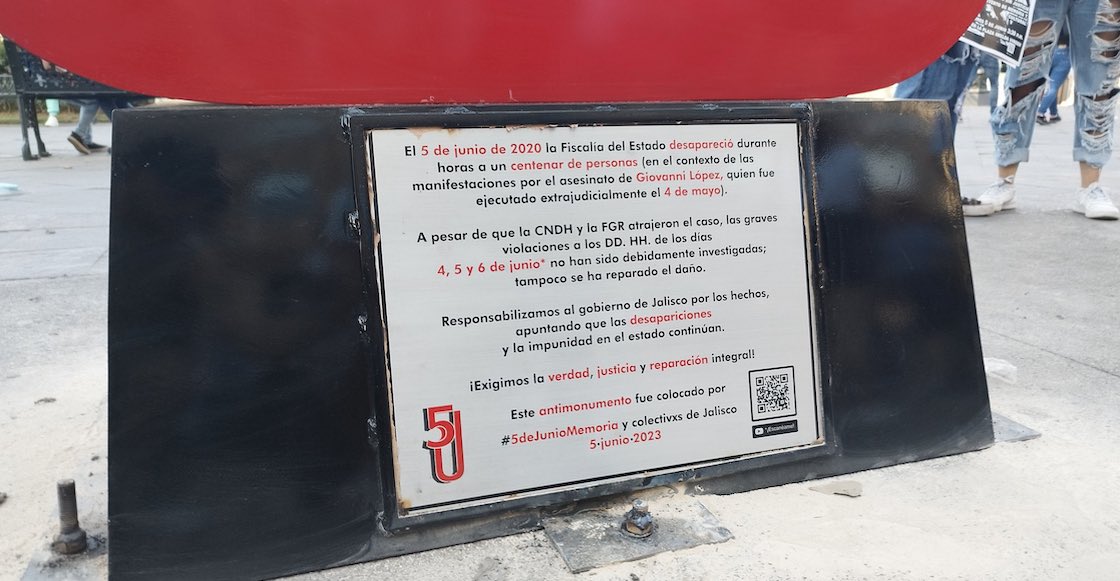 El 5 de junio de 2020 la Fiscalía del Estado desapareció durante
horas a un centenar de personas (en el contexto de las
manifestaciones por el asesinato de Giovanni López, quien fue
ejecutado extrajudicialmente el 4 de mayo).
A pesar de que la CNDH y la FGR atrajeron el caso, las graves
violaciones a los DD. HH. de los días
4, 5 y 6 de junio* no han sido debidamente investigadas;
tampoco se ha reparado el daño.
Responsabilizamos al gobierno de Jalisco por los hechos,
apuntando que las desapariciones
y la impunidad en el estado continúan.
¡Exigimos la verdad, justicia y reparación integral!
Este antimonumento fue colocado por
#5deJunioMemoria y colectivxs de Jalisco
5·junio·2023
5J